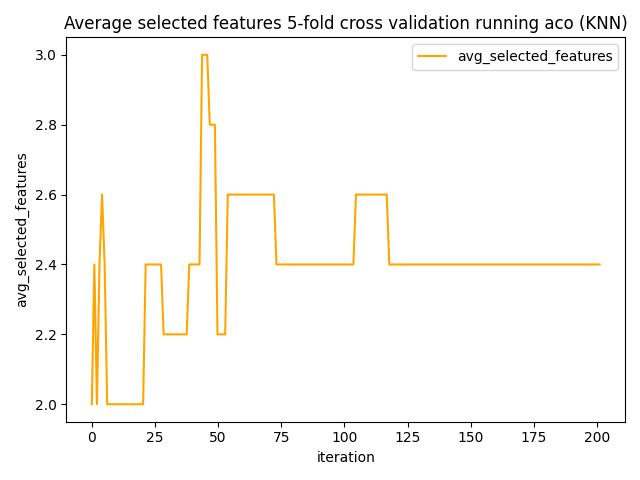 Average selected features 5-fold cross validation running aco (KNN)
avg_selected_features
3.0
2.8
2.6
2.4
2.2
2.0
avg_selected_features
0 25 50 75 100 125 150 175 200
iteration